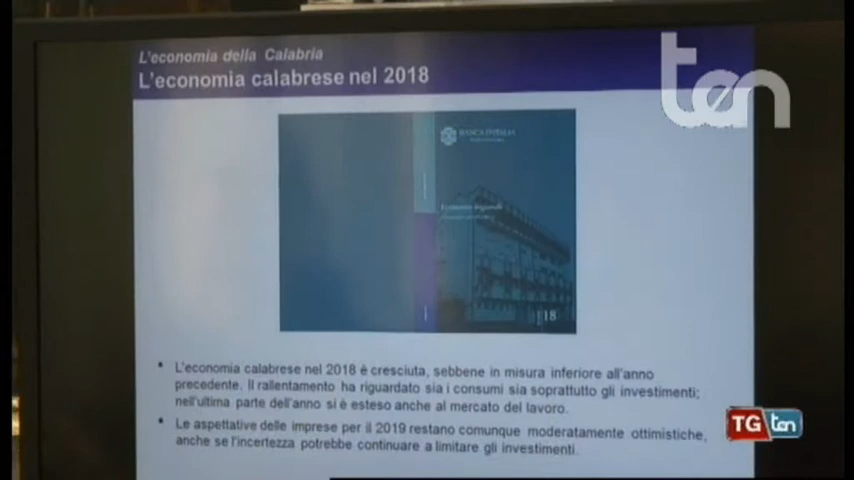 L'economia della Calabria
L'economia calabrese nel 2018
ten
BANCA D'ITALIA
Economie regionali
18
• L'economia calabrese nel 2018 è cresciuta, sebbene in misura inferiore all'anno
precedente. Il rallentamento ha riguardato sia i consumi sia soprattutto gli investimenti;
nell'ultima parte dell'anno si è esteso anche al mercato del lavoro.
• Le aspettative delle imprese per il 2019 restano comunque moderatamente ottimistiche,
anche se l'incertezza potrebbe continuare a limitare gli investimenti.
TG ten